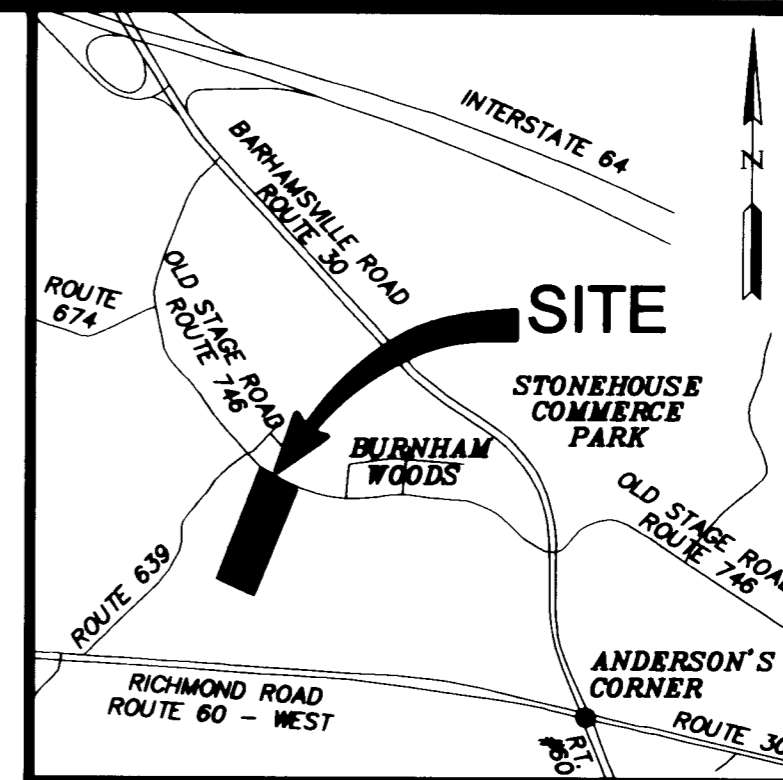 INTERSTATE 64
N
BARHAMSVILLE ROAD
ROUTE 30
OLD STAGE ROAD
ROUTE 746
ROUTE
674
SITE
STONEHOUSE
COMMERCE
PARK
BURNHAM
WOODS
OLD STAGE ROAD
ROUTE 746
ROUTE 639
RICHMOND ROAD
ROUTE 60 - WEST
ANDERSON'S
CORNER
ROUTE 30
RT.
#60